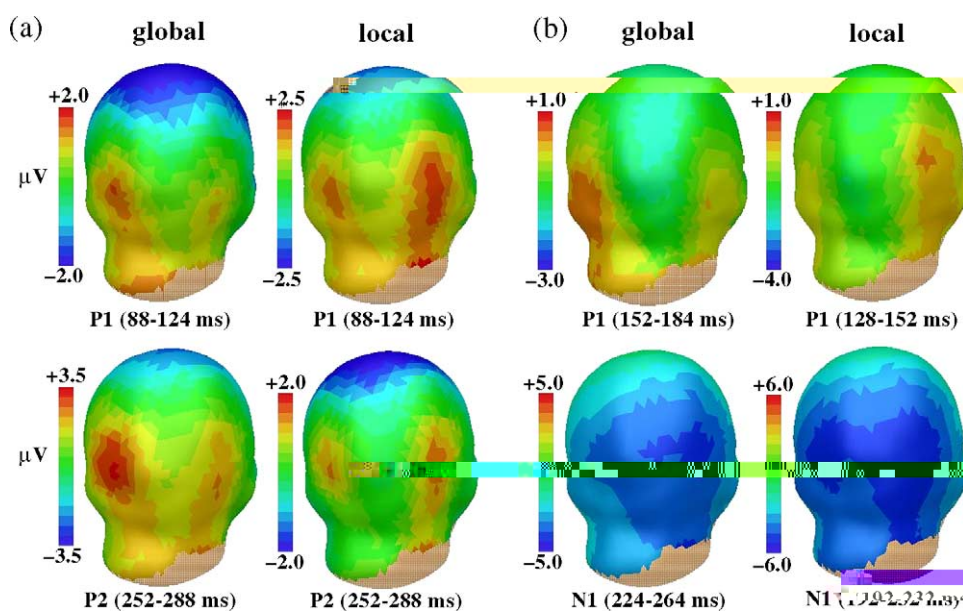 (a) global local (b) global local
+2.0 +2.5 +1.0 +1.0
μV
−2.0 −2.5 −3.0 −4.0
P1 (88-124 ms) P1 (88-124 ms) P1 (152-184 ms) P1 (128-152 ms)
+3.5 +2.0 +5.0 +6.0
μV
−3.5 −2.0 −5.0 −6.0
P2 (252-288 ms) P2 (252-288 ms) N1 (224-264 ms) N1